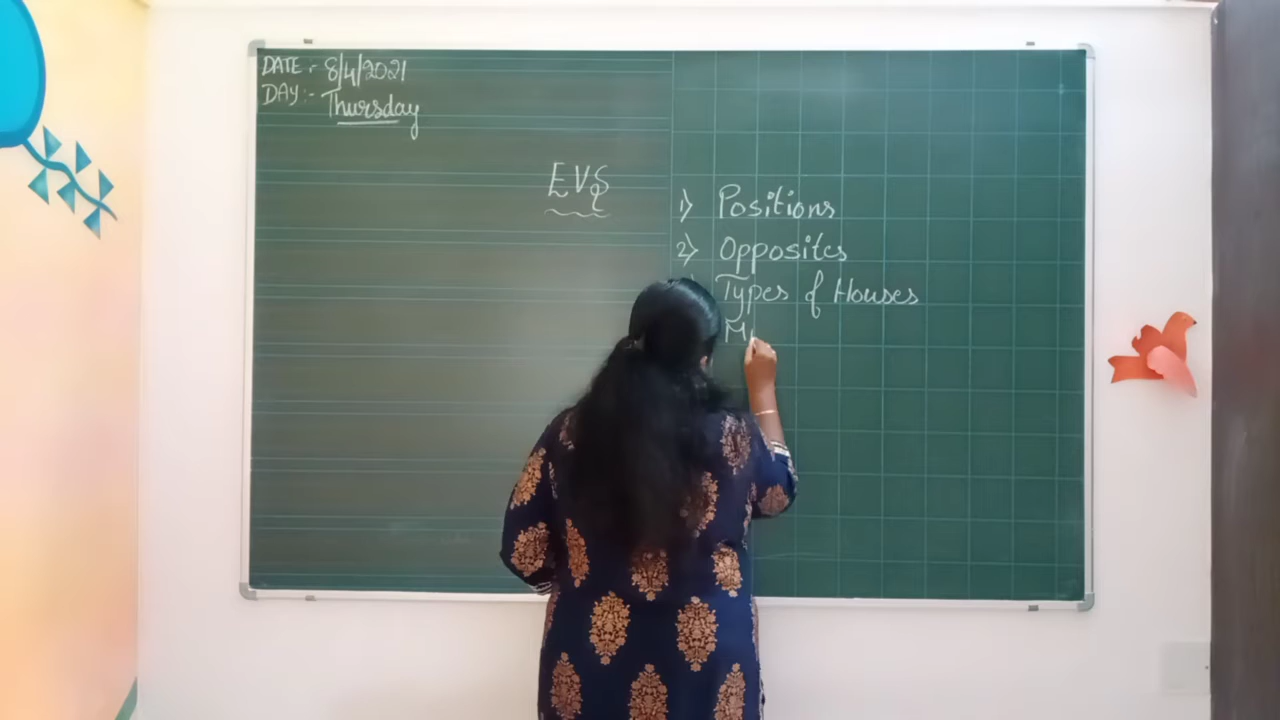 DATE :- 8/4/2021
DAY :- Thursday
EVS
1) Positions
2) Opposites
Types of Houses
M